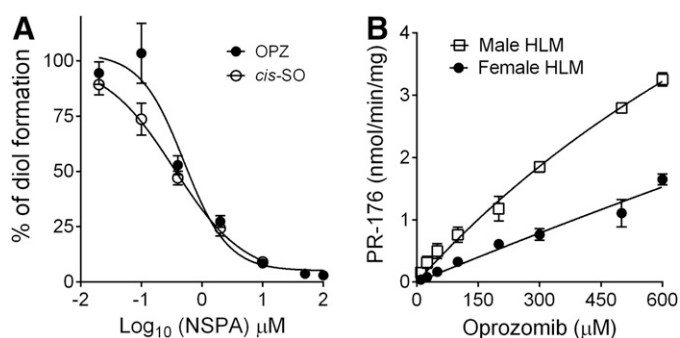 A
% of diol formation
100
75
50
25
0
-2 -1 0 1 2
Log10 (NSPA) μM
OPZ
cis-SO
B
PR-176 (nmol/min/mg)
4
3
2
1
0
0 150 300 450 600
Oprozomib (μM)
Male HLM
Female HLM